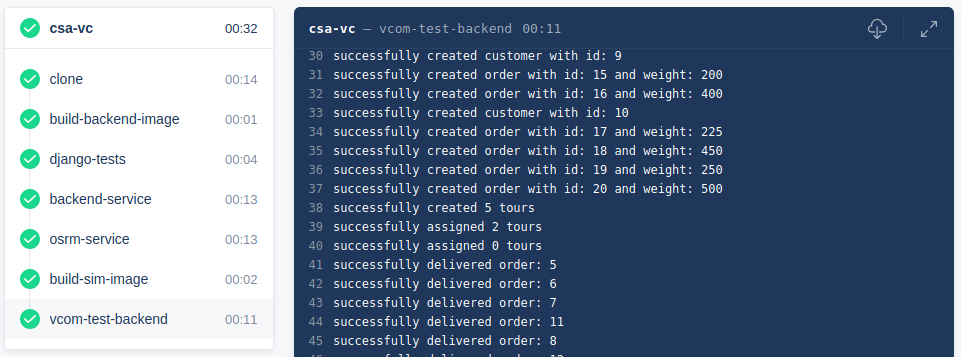 csa-vc 00:32
clone 00:14
build-backend-image 00:01
django-tests 00:04
backend-service 00:13
osrm-service 00:13
build-sim-image 00:02
vcom-test-backend 00:11
csa-vc — vcom-test-backend 00:11
30 successfully created customer with id: 9
31 successfully created order with id: 15 and weight: 200
32 successfully created order with id: 16 and weight: 400
33 successfully created customer with id: 10
34 successfully created order with id: 17 and weight: 225
35 successfully created order with id: 18 and weight: 450
36 successfully created order with id: 19 and weight: 250
37 successfully created order with id: 20 and weight: 500
38 successfully created 5 tours
39 successfully assigned 2 tours
40 successfully assigned 0 tours
41 successfully delivered order: 5
42 successfully delivered order: 6
43 successfully delivered order: 7
44 successfully delivered order: 11
45 successfully delivered order: 8
46 successfully delivered order: 12